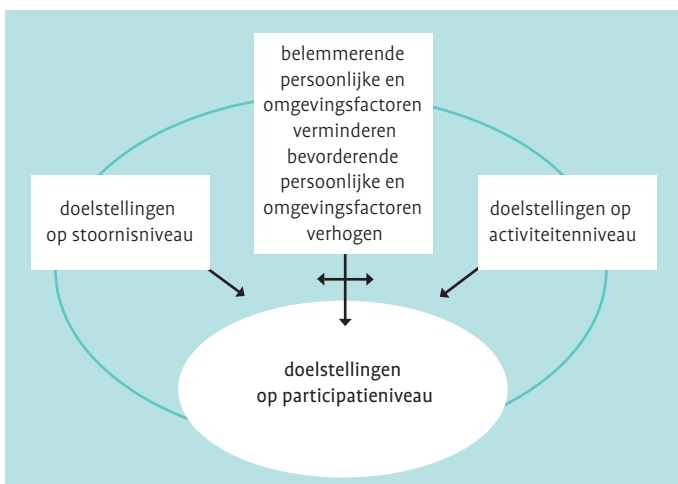 belemmerende
persoonlijke en
omgevingsfactoren
verminderen
bevorderende
persoonlijke en
omgevingsfactoren
verhogen
doelstellingen
op stoornisniveau
doelstellingen op
activiteitenniveau
doelstellingen
op participatieniveau